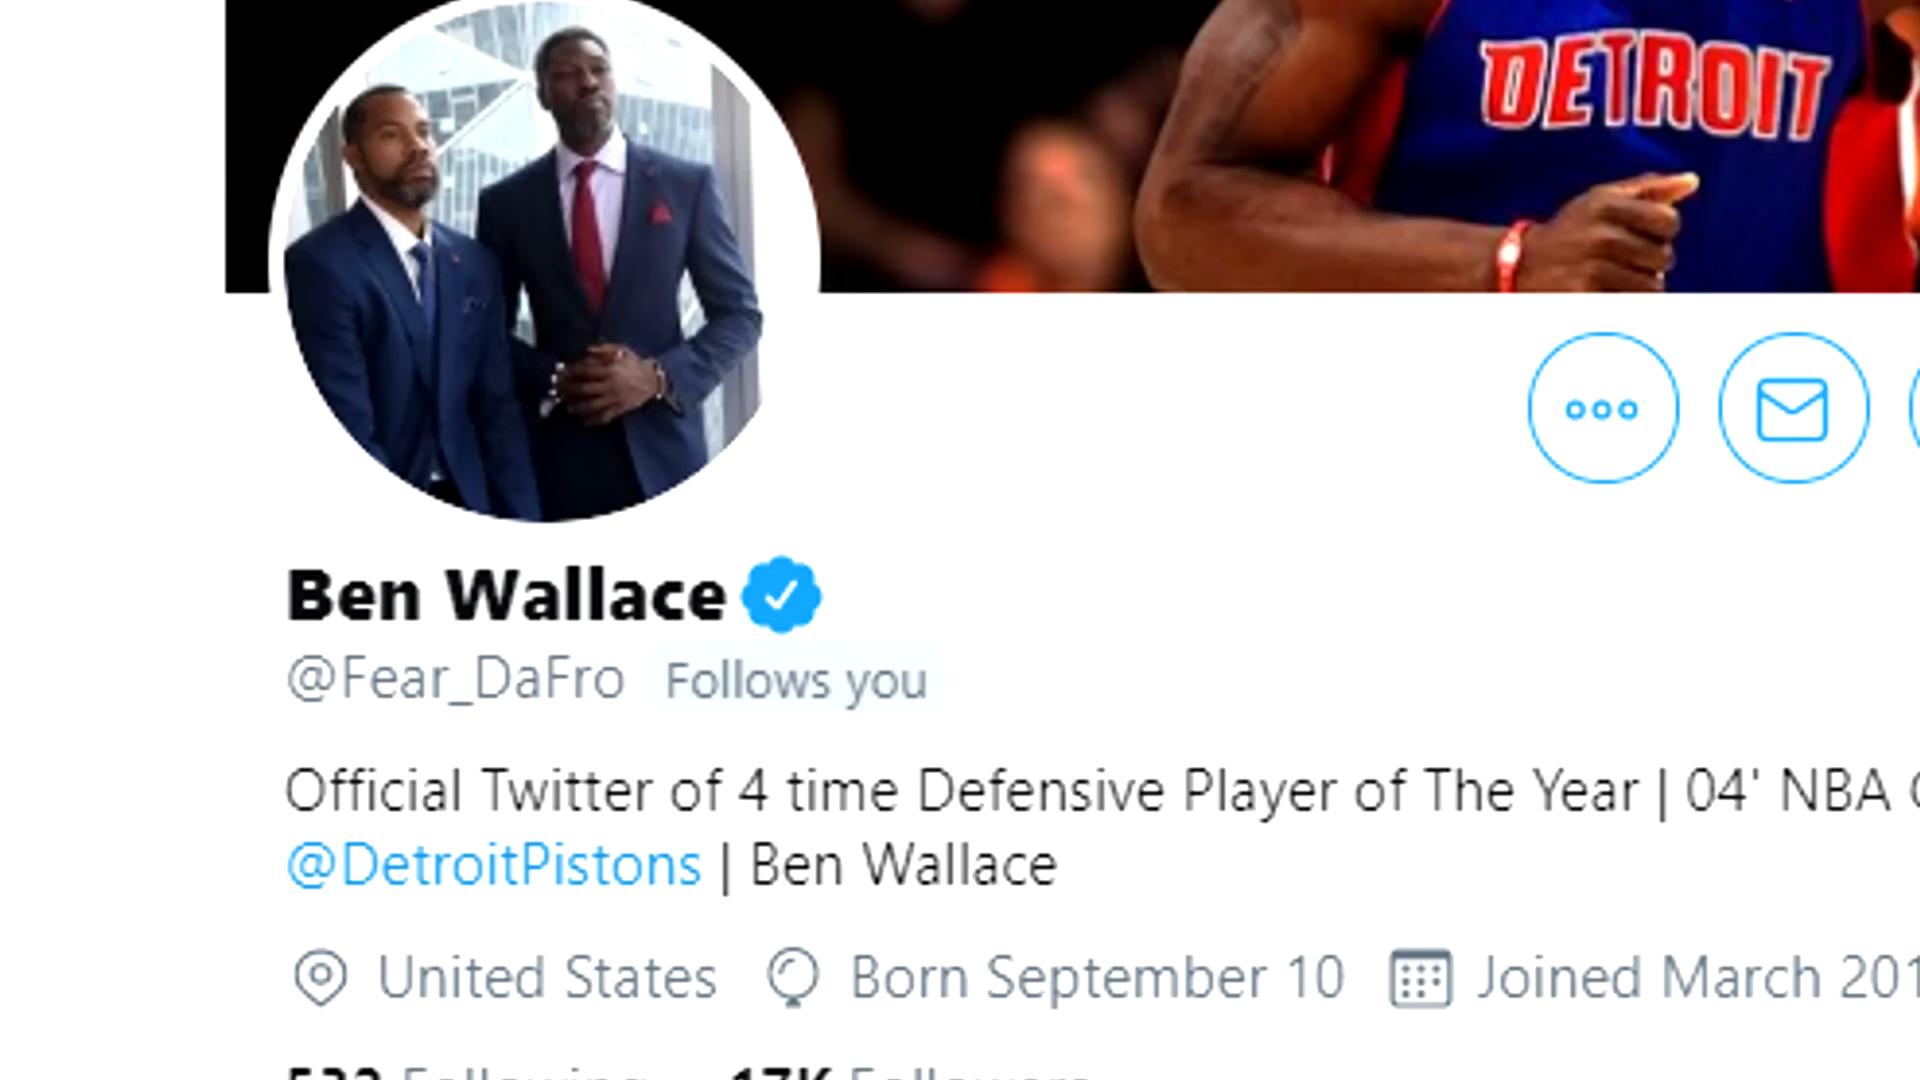 DETROIT
Ben Wallace
@Fear_DaFro Follows you
Official Twitter of 4 time Defensive Player of The Year | 04' NBA
@DetroitPistons | Ben Wallace
United States Born September 10 Joined March 201
532 Following 17K Followers